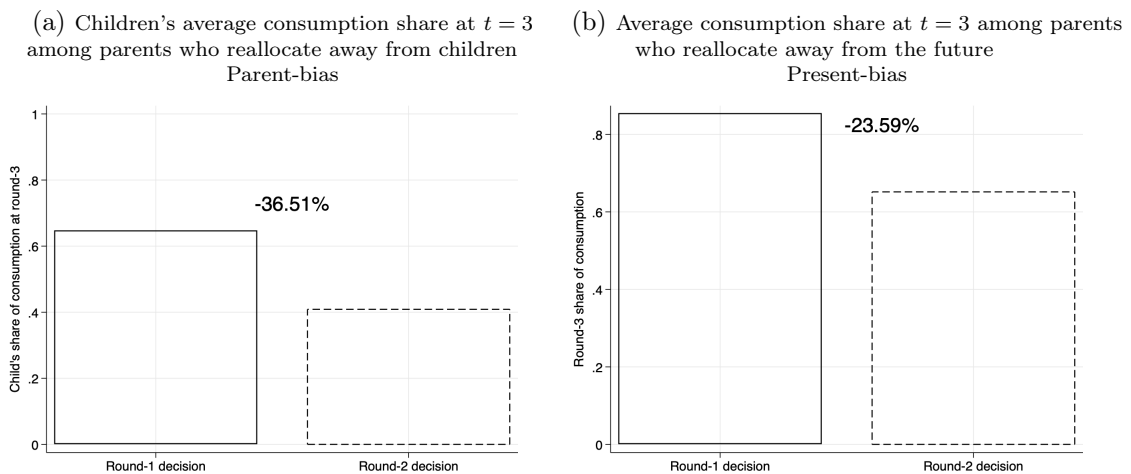 (a) Children's average consumption share at t = 3
among parents who reallocate away from children
Parent-bias
1
.8
.6
.4
.2
0
Child's share of consumption at round-3
-36.51%
Round-1 decision
Round-2 decision
(b) Average consumption share at t = 3 among parents
who reallocate away from the future
Present-bias
.8
.6
.4
.2
0
Round-3 share of consumption
-23.59%
Round-1 decision
Round-2 decision